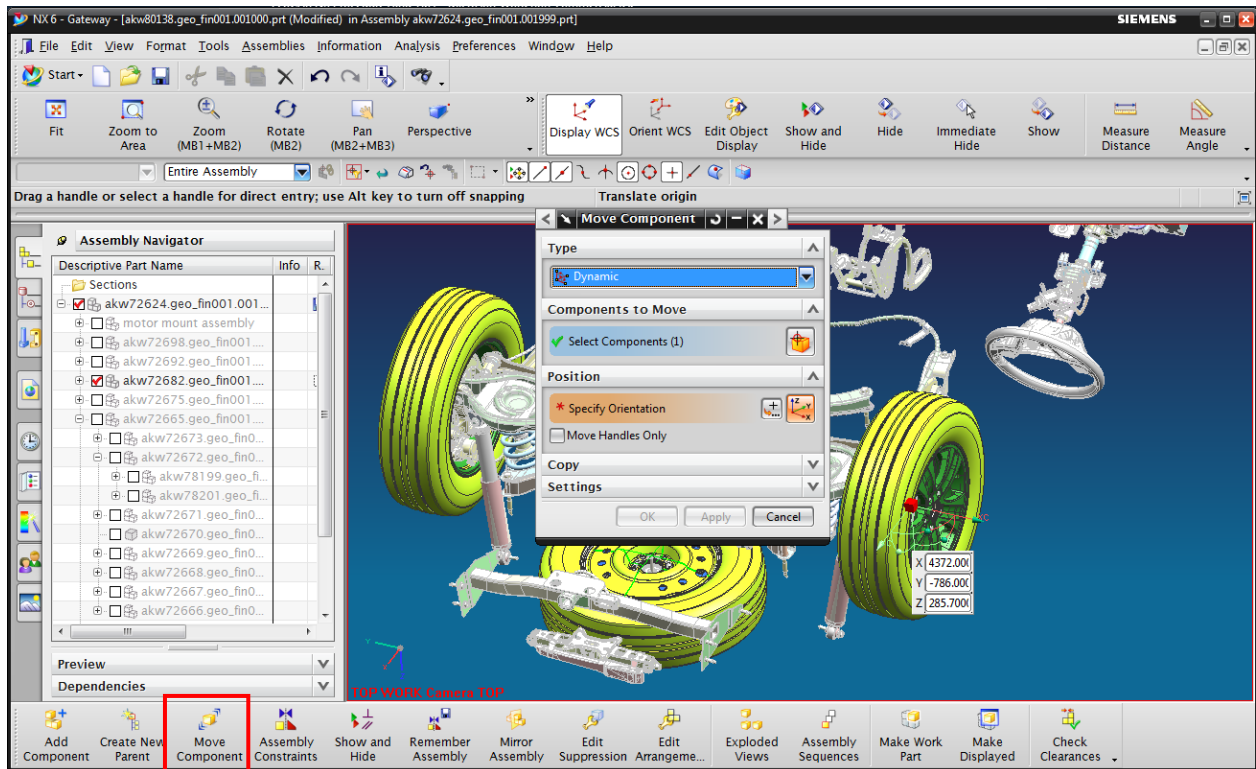 NX 6 - Gateway - [akw80138.geo_fin001.001000.prt (Modified) in Assembly akw72624.geo_fin001.001999.prt]
SIEMENS
File Edit View Format Tools Assemblies Information Analysis Preferences Window Help
Start
Fit
Zoom to Area
Zoom (MB1+MB2)
Rotate (MB2)
Pan (MB2+MB3)
Perspective
»
Display WCS
Orient WCS
Edit Object Display
Show and Hide
Hide
Immediate Hide
Show
Measure Distance
Measure Angle
Entire Assembly
Drag a handle or select a handle for direct entry; use Alt key to turn off snapping
Translate origin
Assembly Navigator
Descriptive Part Name Info R.
Sections
akw72624.geo_fin001.001...
motor mount assembly
akw72698.geo_fin001....
akw72692.geo_fin001....
akw72682.geo_fin001....
akw72675.geo_fin001....
akw72665.geo_fin001....
akw72673.geo_fin0...
akw72672.geo_fin0...
akw78199.geo_fi...
akw78201.geo_fi...
akw72671.geo_fin0...
akw72670.geo_fin0...
akw72669.geo_fin0...
akw72668.geo_fin0...
akw72667.geo_fin0...
akw72666.geo_fin0...
Preview
Dependencies
Move Component
Type
Dynamic
Components to Move
Select Components (1)
Position
* Specify Orientation
Move Handles Only
Copy
Settings
OK Apply Cancel
XC
X 4372.00(
Y -786.00(
Z 285.700(
Y
X
Z
TOP WORK Camera TOP
Add Component
Create New Parent
Move Component
Assembly Constraints
Show and Hide
Remember Assembly
Mirror Assembly
Edit Suppression
Edit Arrangeme...
Exploded Views
Assembly Sequences
Make Work Part
Make Displayed
Check Clearances